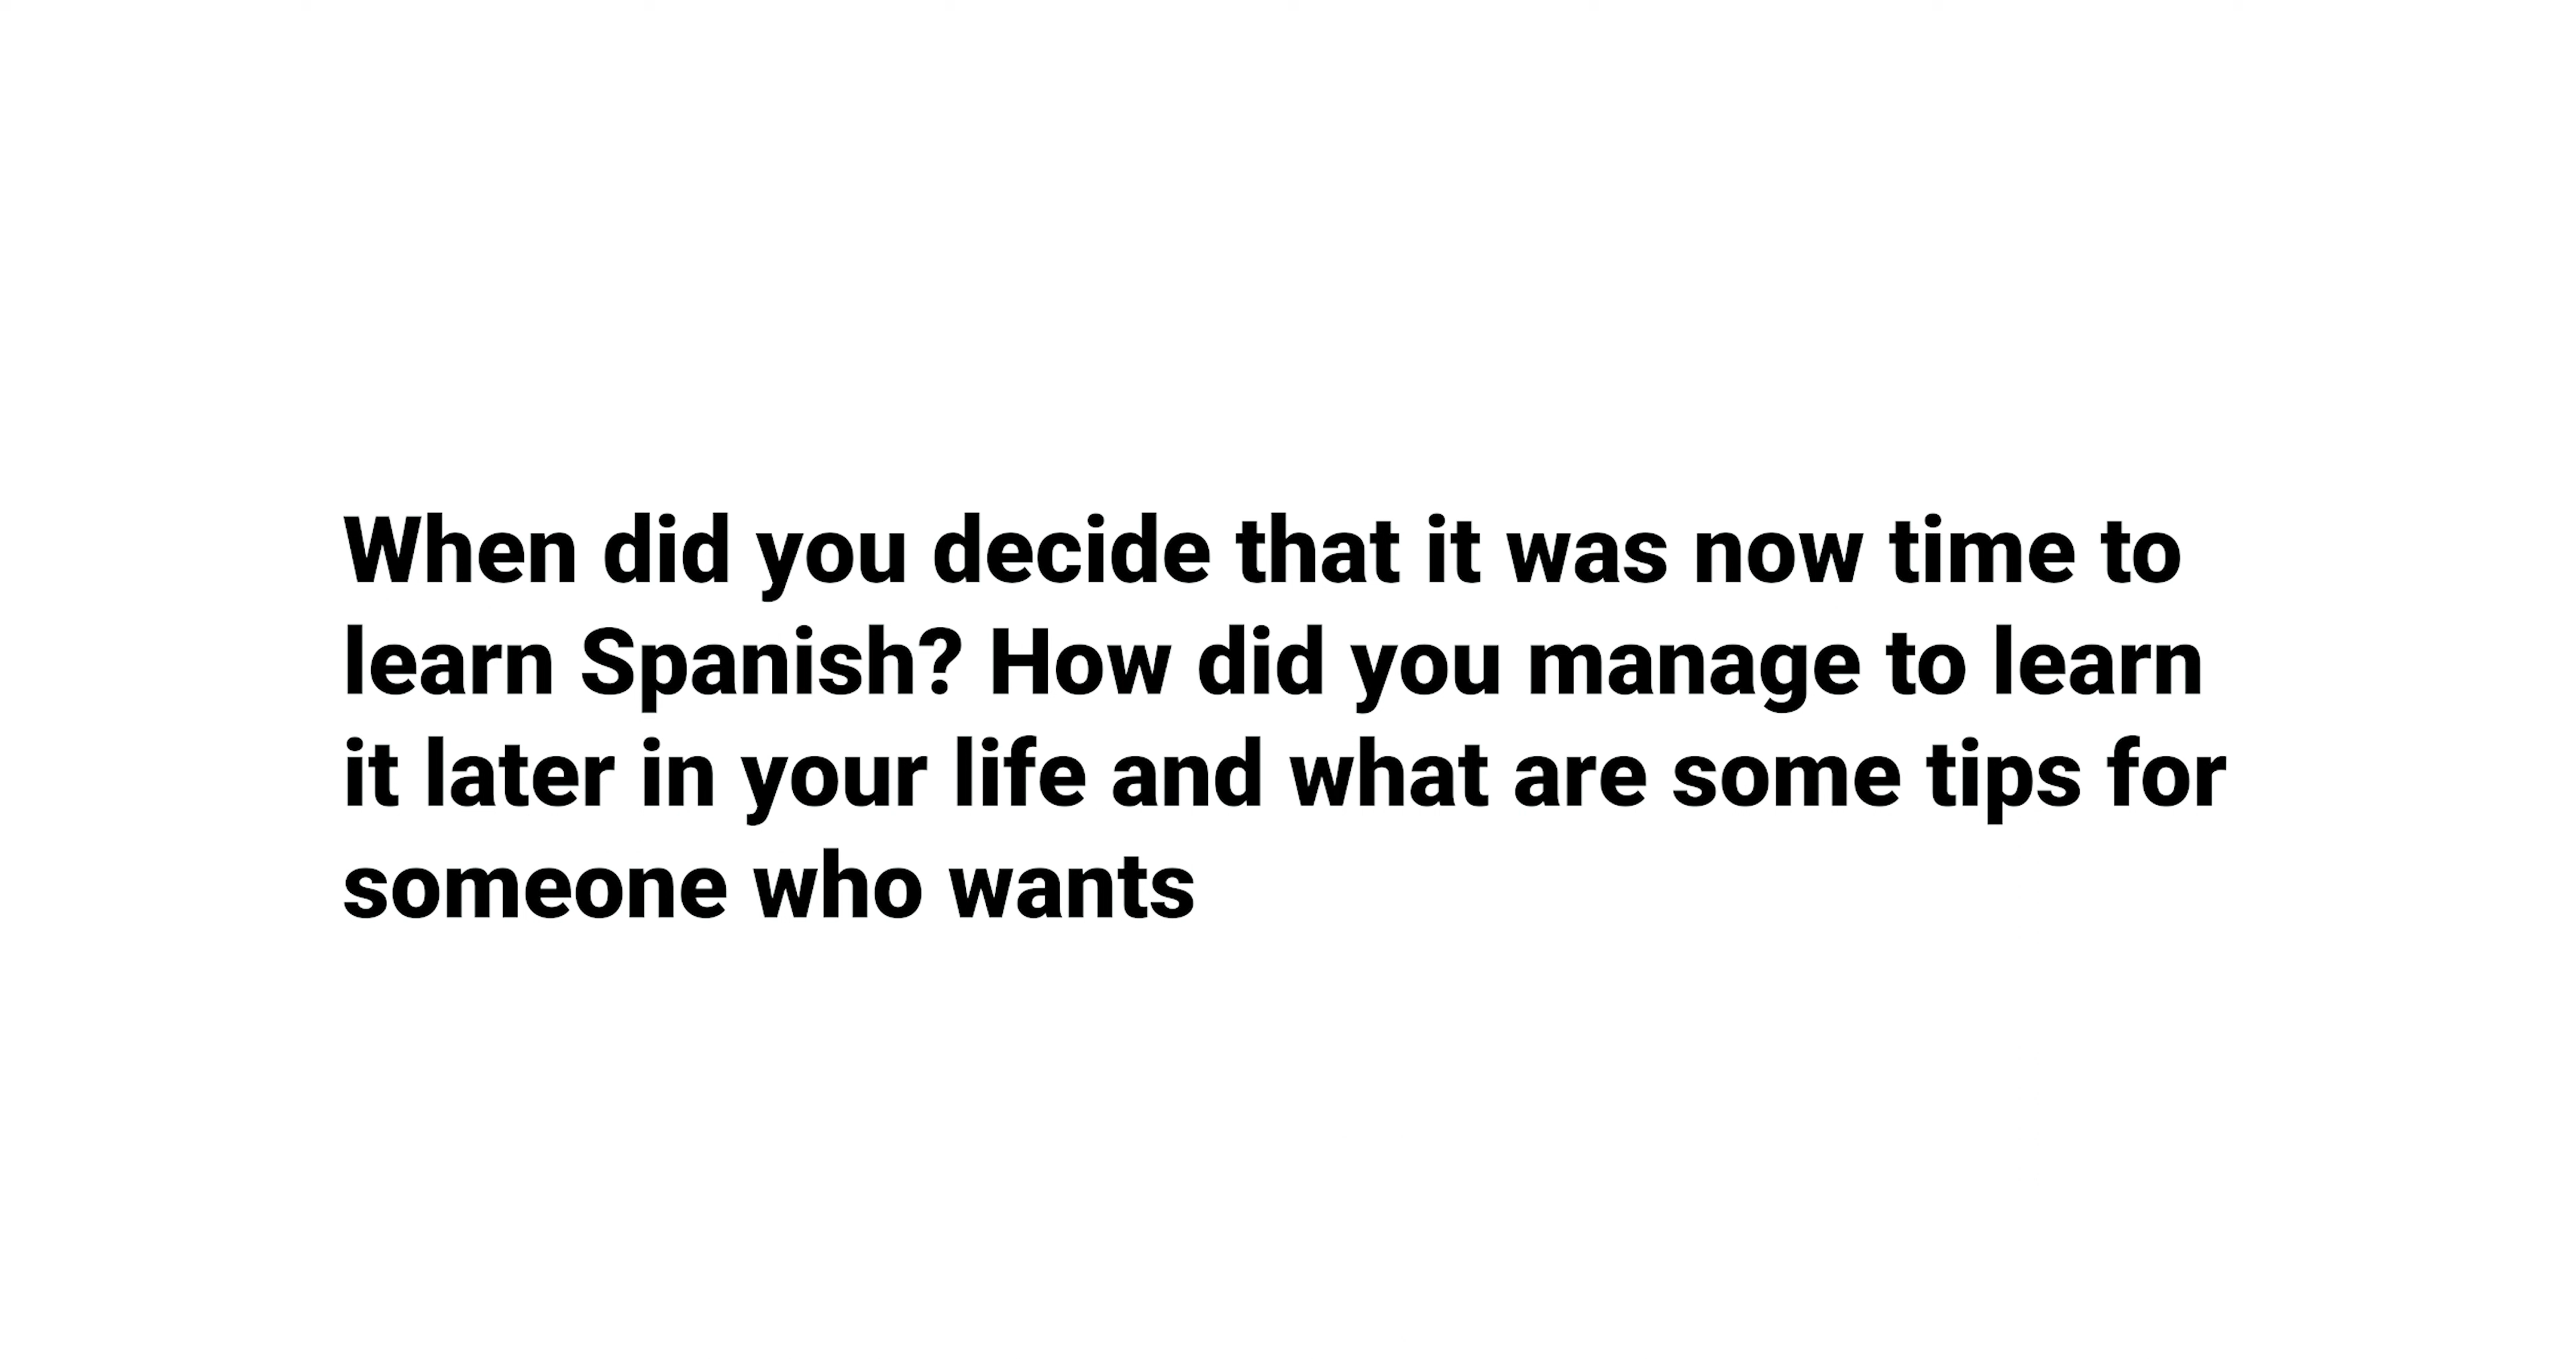 When did you decide that it was now time to
learn Spanish? How did you manage to learn
it later in your life and what are some tips for
someone who wants